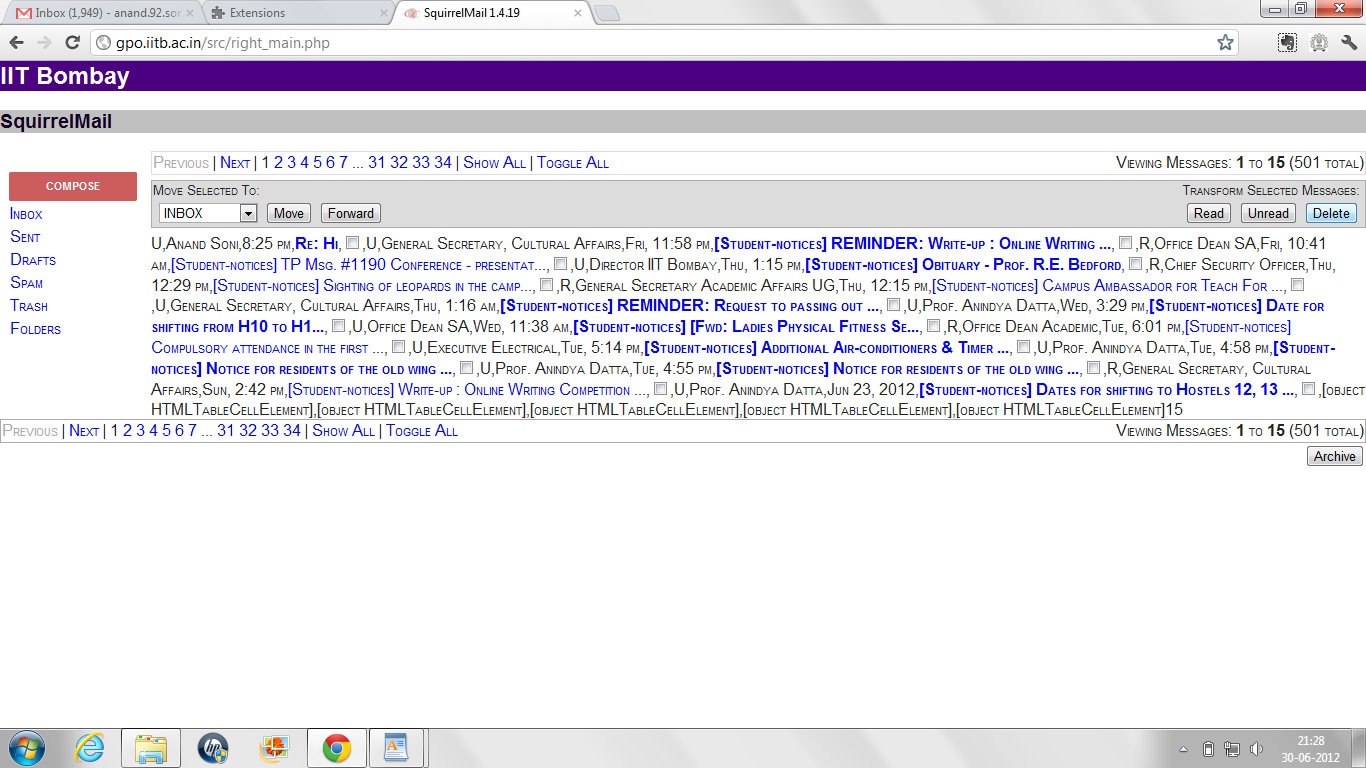 Inbox (1,949) - anand.92.sor
Extensions
SquirrelMail 1.4.19
gpo.iitb.ac.in/src/right_main.php
IIT Bombay
SquirrelMail
Previous | Next | 1 2 3 4 5 6 7 ... 31 32 33 34 | Show All | Toggle All Viewing Messages: 1 to 15 (501 total)
COMPOSE
Inbox
Sent
Drafts
Spam
Trash
Folders
Move Selected To: Transform Selected Messages:
INBOX Move Forward Read Unread Delete
U,Anand Soni,8:25 pm,Re: Hi, ,U,General Secretary, Cultural Affairs,Fri, 11:58 pm,[Student-notices] REMINDER: Write-up : Online Writing ..., ,R,Office Dean SA,Fri, 10:41
am,[Student-notices] TP Msg. #1190 Conference - presentat..., ,U,Director IIT Bombay,Thu, 1:15 pm,[Student-notices] Obituary - Prof. R.E. Bedford, ,R,Chief Security Officer,Thu,
12:29 pm,[Student-notices] Sighting of leopards in the camp..., ,R,General Secretary Academic Affairs UG,Thu, 12:15 pm,[Student-notices] Campus Ambassador for Teach For ...,
,U,General Secretary, Cultural Affairs,Thu, 1:16 am,[Student-notices] REMINDER: Request to passing out ..., ,U,Prof. Anindya Datta,Wed, 3:29 pm,[Student-notices] Date for
shifting from H10 to H1..., ,U,Office Dean SA,Wed, 11:38 am,[Student-notices] [Fwd: Ladies Physical Fitness Se..., ,R,Office Dean Academic,Tue, 6:01 pm,[Student-notices]
Compulsory attendance in the first ..., ,U,Executive Electrical,Tue, 5:14 pm,[Student-notices] Additional Air-conditioners & Timer ..., ,U,Prof. Anindya Datta,Tue, 4:58 pm,[Student-
notices] Notice for residents of the old wing ..., ,U,Prof. Anindya Datta,Tue, 4:55 pm,[Student-notices] Notice for residents of the old wing ..., ,R,General Secretary, Cultural
Affairs,Sun, 2:42 pm,[Student-notices] Write-up : Online Writing Competition ..., ,U,Prof. Anindya Datta,Jun 23, 2012,[Student-notices] Dates for shifting to Hostels 12, 13 ..., ,[object
HTMLTableCellElement],[object HTMLTableCellElement],[object HTMLTableCellElement],[object HTMLTableCellElement],[object HTMLTableCellElement]15
Previous | Next | 1 2 3 4 5 6 7 ... 31 32 33 34 | Show All | Toggle All Viewing Messages: 1 to 15 (501 total)
Archive
hp
21:28
30-06-2012